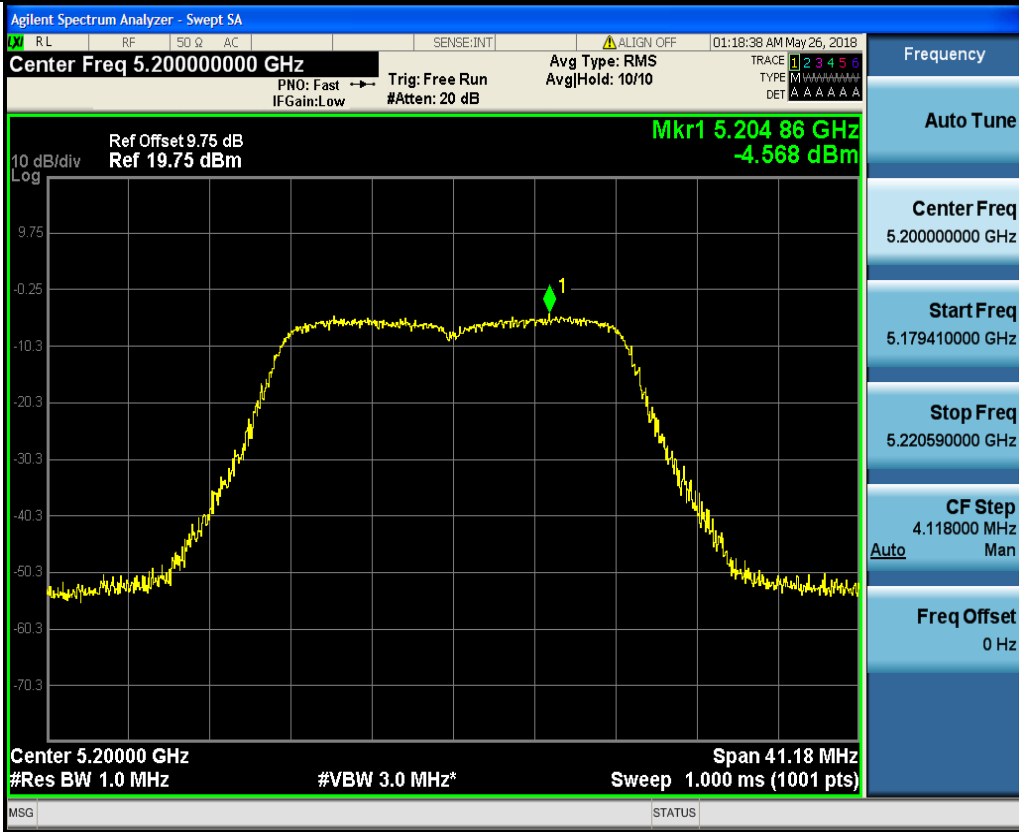 Agilent Spectrum Analyzer - Swept SA
LXI RL RF 50 Ω AC SENSE:INT ALIGN OFF 01:18:38 AM May 26, 2018
Center Freq 5.200000000 GHz
PNO: Fast
IFGain:Low
Trig: Free Run
#Atten: 20 dB
Avg Type: RMS
Avg|Hold: 10/10
TRACE 1 2 3 4 5 6
TYPE M W W W W W
DET A A A A A A
Mkr1 5.204 86 GHz
-4.568 dBm
Ref Offset 9.75 dB
10 dB/div Ref 19.75 dBm
Log
9.75
-0.25
-10.3
-20.3
-30.3
-40.3
-50.3
-60.3
-70.3
1
Center 5.20000 GHz Span 41.18 MHz
#Res BW 1.0 MHz #VBW 3.0 MHz* Sweep 1.000 ms (1001 pts)
MSG STATUS
Frequency
Auto Tune
Center Freq
5.200000000 GHz
Start Freq
5.179410000 GHz
Stop Freq
5.220590000 GHz
CF Step
4.118000 MHz
Auto Man
Freq Offset
0 Hz